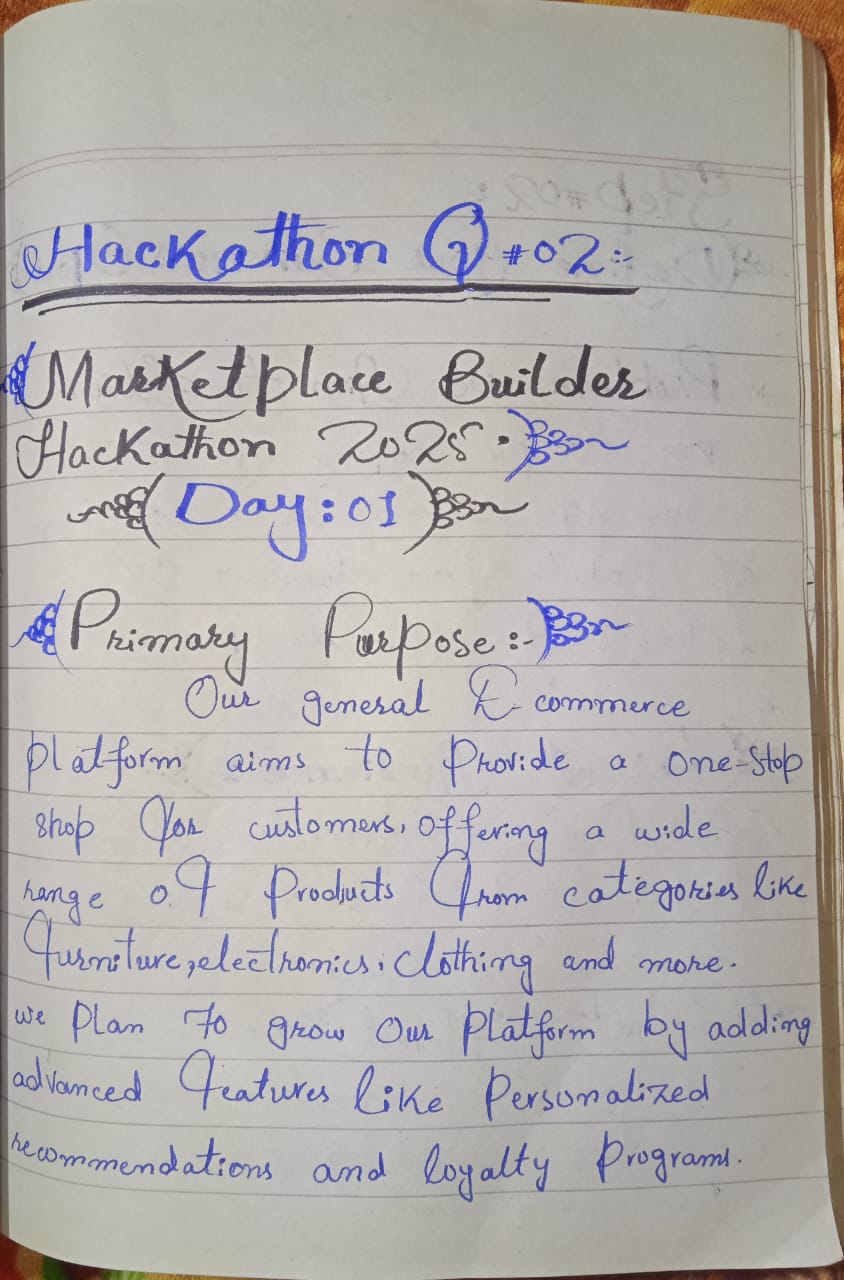 Hackathon Q #02:-
Marketplace Builder
Hackathon 2025.
Day:01
Primary Purpose:-
Our general E-commerce
platform aims to provide a one-stop
shop for customers, offering a wide
range of products from categories like
furniture, electronics, clothing and more.
we plan to grow our platform by adding
advanced features like personalized
recommendations and loyalty programs.